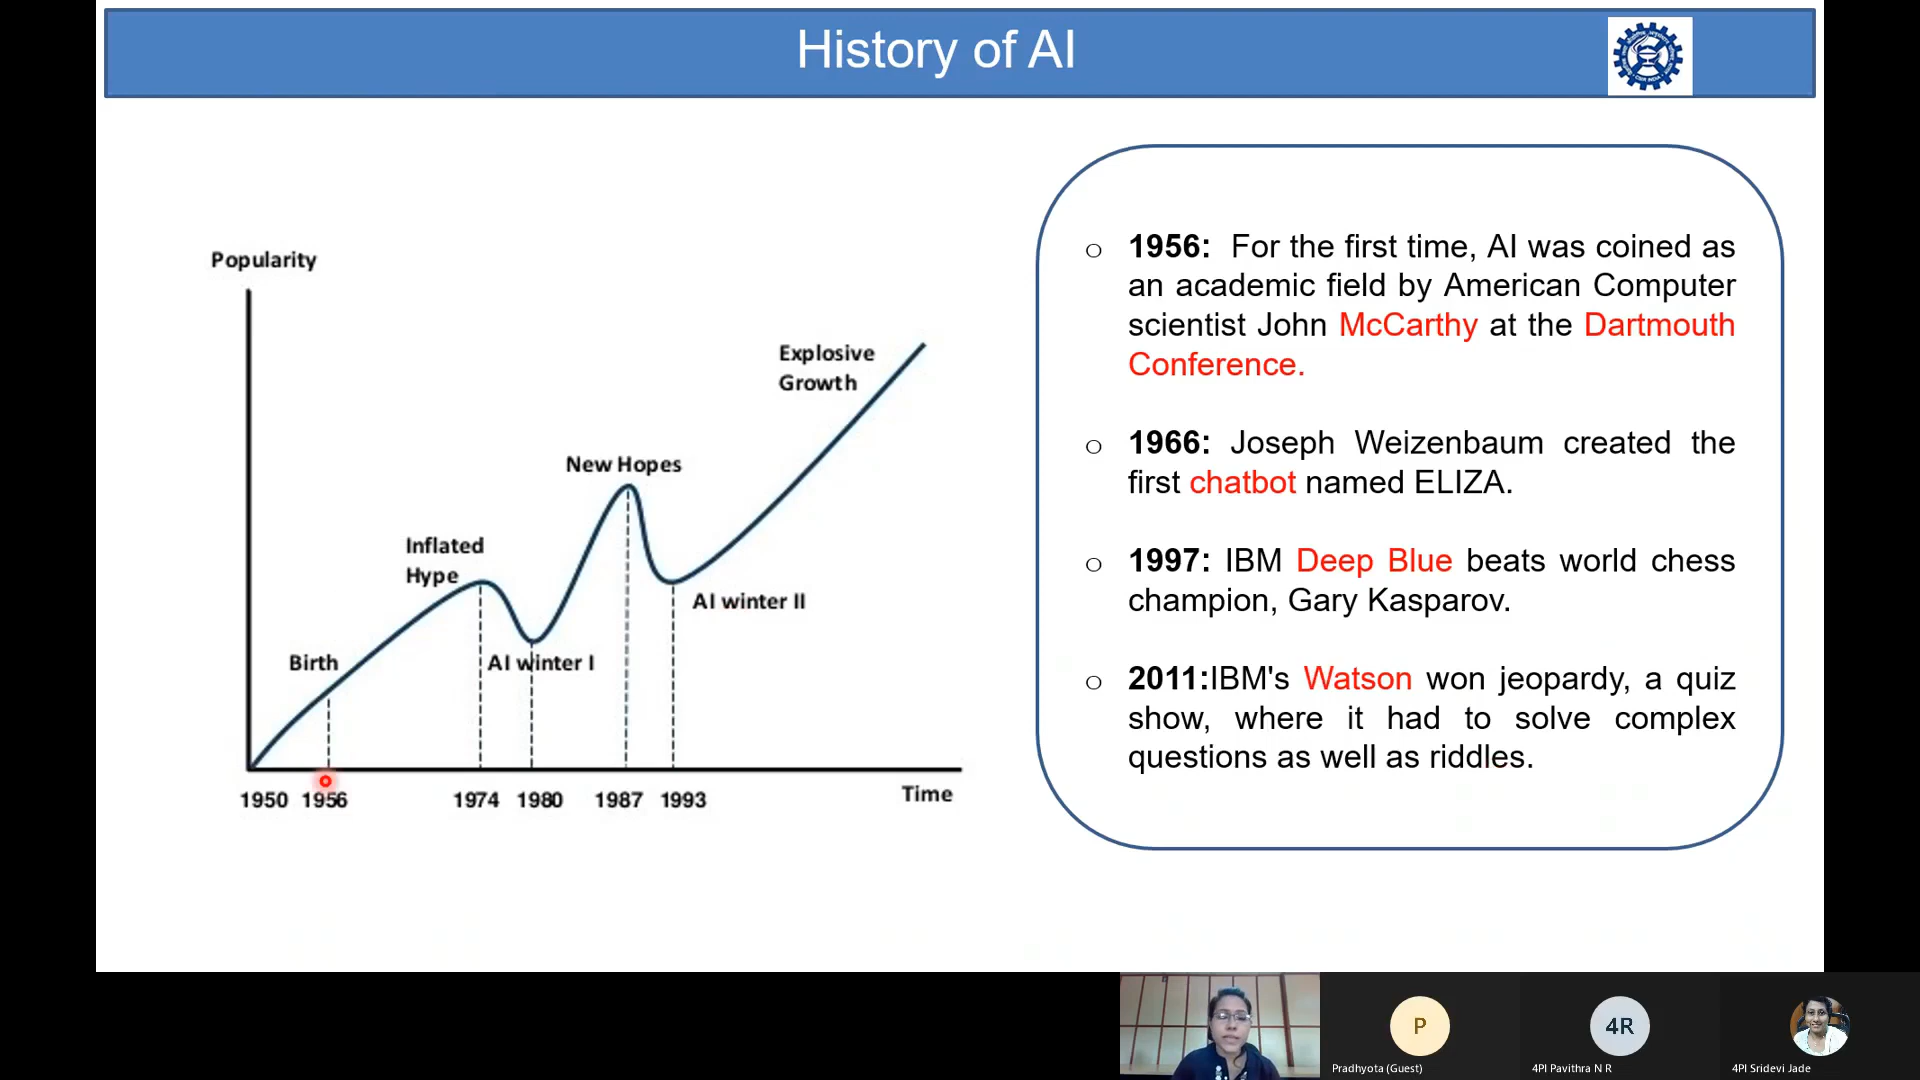 History of AI
Popularity
Explosive
Growth
New Hopes
Inflated
Hype
AI winter II
Birth
AI winter I
1950 1956 1974 1980 1987 1993
Time
o 1956: For the first time, AI was coined as
an academic field by American Computer
scientist John McCarthy at the Dartmouth
Conference.
o 1966: Joseph Weizenbaum created the
first chatbot named ELIZA.
o 1997: IBM Deep Blue beats world chess
champion, Gary Kasparov.
o 2011:IBM's Watson won jeopardy, a quiz
show, where it had to solve complex
questions as well as riddles.
P
4R
Pradhyota (Guest)
4PI Pavithra N R
4PI Sridevi Jade